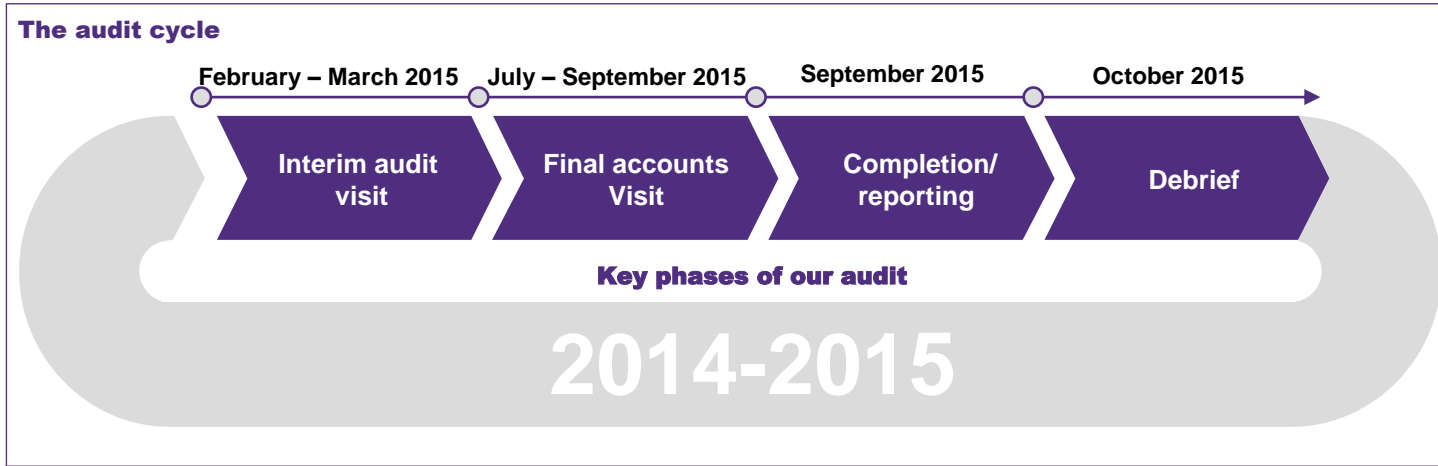 The audit cycle
February – March 2015
July – September 2015
September 2015
October 2015
Interim audit
visit
Final accounts
Visit
Completion/
reporting
Debrief
Key phases of our audit
2014-2015